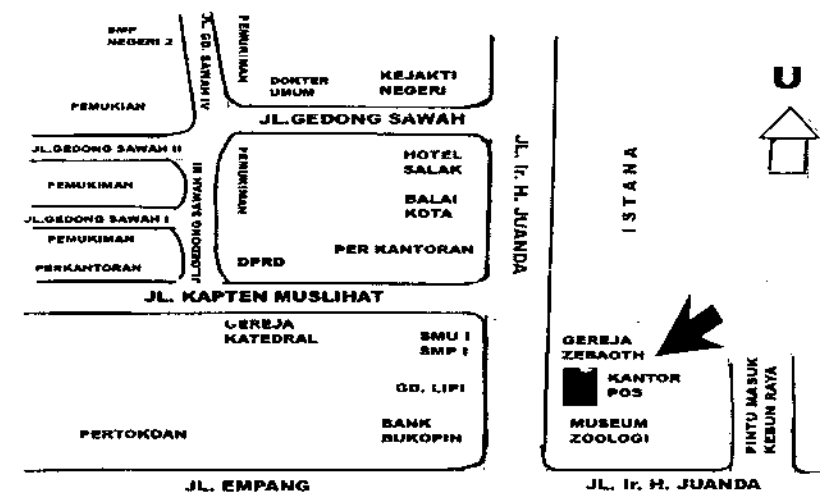 SMP
NEGERI 2
JL. GD. SAWAH IV
PEMUKIMAN
DOKTER
UMUM
KEJAKTI
NEGERI
U
PEMUKIAN
JL.GEDONG SAWAH
JL.GEDONG SAWAH II
PEMUKIMAN
JL.GEDONG SAWAH III
PEMUKIMAN
HOTEL
SALAK
JL. Ir. H. JUANDA
ISTANA
BALAI
KOTA
JL.GEDONG SAWAH I
PEMUKIMAN
PERKANTORAN
DPRD
PER KANTORAN
JL. KAPTEN MUSLIHAT
GEREJA
KATEDRAL
SMU I
SMP I
GEREJA
ZEBAOTH
KANTOR
POS
PINTU MASUK
KEBUN RAYA
GD. LIPI
PERTOKOAN
BANK
BUKOPIN
MUSEUM
ZOOLOGI
JL. EMPANG
JL. Ir. H. JUANDA